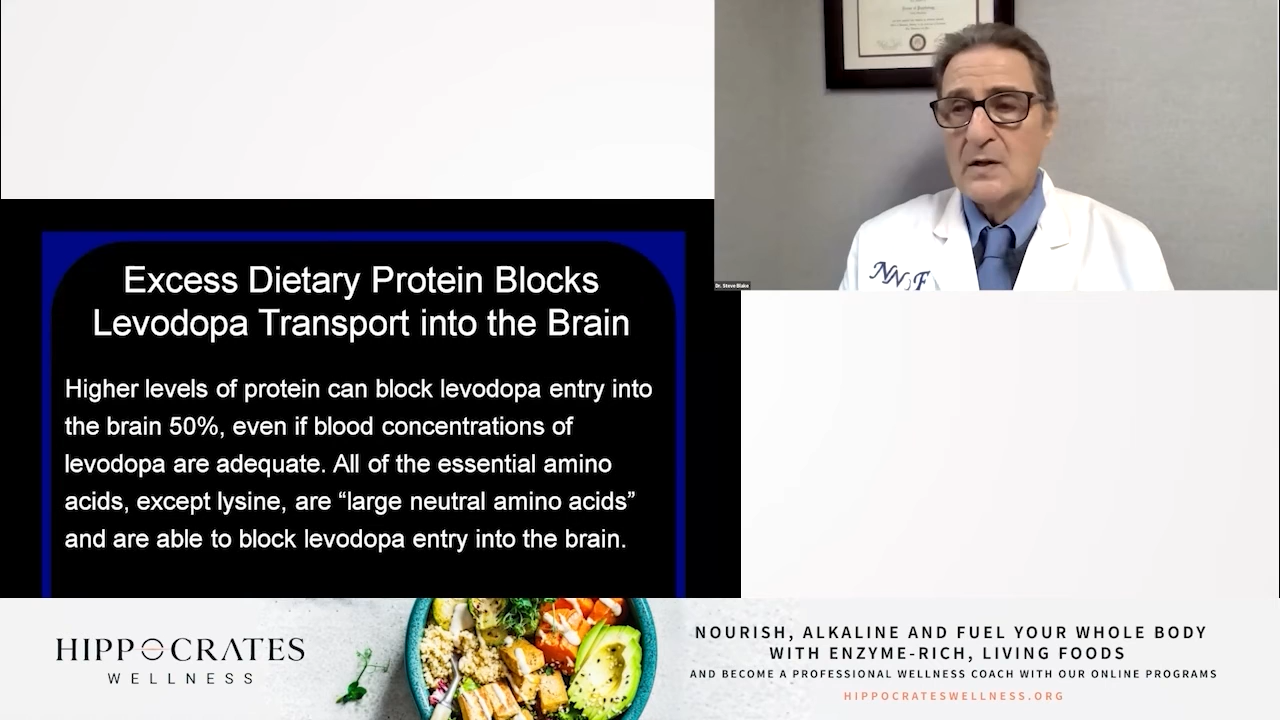 Excess Dietary Protein Blocks
Levodopa Transport into the Brain
Higher levels of protein can block levodopa entry into
the brain 50%, even if blood concentrations of
levodopa are adequate. All of the essential amino
acids, except lysine, are “large neutral amino acids”
and are able to block levodopa entry into the brain.
NNJF
Dr. Steve Blake
HIPPOCRATES
WELLNESS
NOURISH, ALKALINE AND FUEL YOUR WHOLE BODY
WITH ENZYME-RICH, LIVING FOODS
AND BECOME A PROFESSIONAL WELLNESS COACH WITH OUR ONLINE PROGRAMS
HIPPOCRATESWELLNESS.ORG